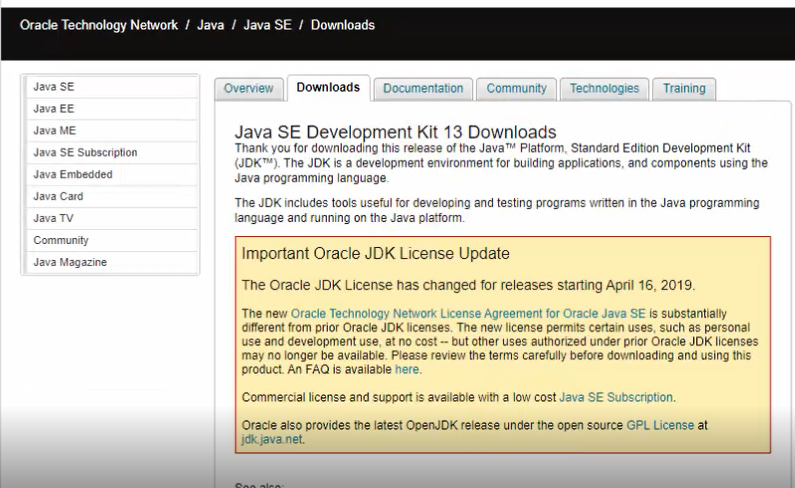 Oracle Technology Network / Java / Java SE / Downloads
Java SE
Java EE
Java ME
Java SE Subscription
Java Embedded
Java Card
Java TV
Community
Java Magazine
Overview Downloads Documentation Community Technologies Training
Java SE Development Kit 13 Downloads
Thank you for downloading this release of the Java™ Platform, Standard Edition Development Kit
(JDK™). The JDK is a development environment for building applications, and components using the
Java programming language.
The JDK includes tools useful for developing and testing programs written in the Java programming
language and running on the Java platform.
Important Oracle JDK License Update
The Oracle JDK License has changed for releases starting April 16, 2019.
The new Oracle Technology Network License Agreement for Oracle Java SE is substantially
different from prior Oracle JDK licenses. The new license permits certain uses, such as personal
use and development use, at no cost -- but other uses authorized under prior Oracle JDK licenses
may no longer be available. Please review the terms carefully before downloading and using this
product. An FAQ is available here.
Commercial license and support is available with a low cost Java SE Subscription.
Oracle also provides the latest OpenJDK release under the open source GPL License at
jdk.java.net.
See also: